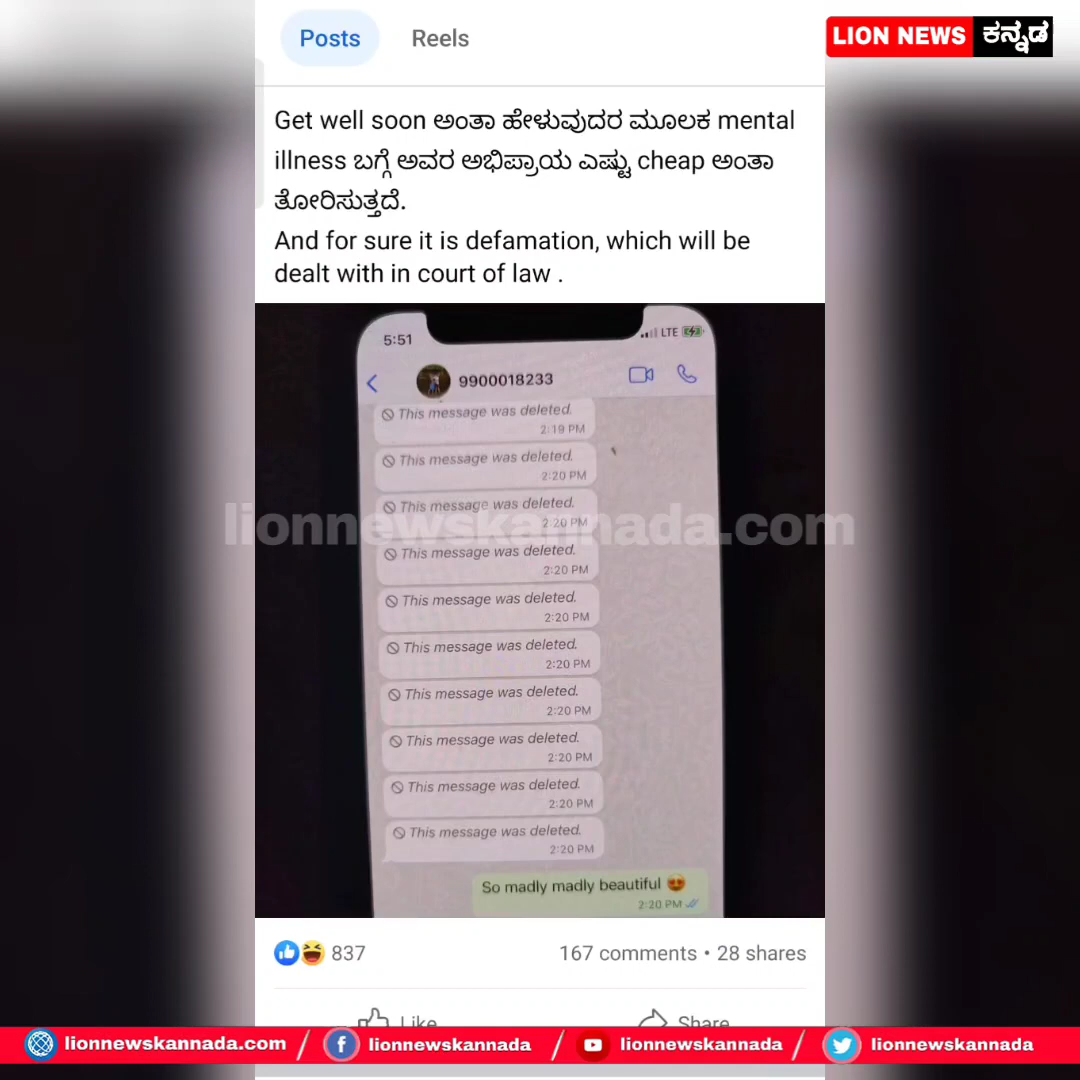 Posts Reels
LION NEWS ಕನ್ನಡ
Get well soon ಅಂತಾ ಹೇಳುವುದರ ಮೂಲಕ mental
illness ಬಗ್ಗೆ ಅವರ ಅಭಿಪ್ರಾಯ ಎಷ್ಟು cheap ಅಂತಾ
ತೋರಿಸುತ್ತದೆ.
And for sure it is defamation, which will be
dealt with in court of law .
5:51 LTE
9900018233
This message was deleted.
2:19 PM
This message was deleted.
2:20 PM
This message was deleted.
2:20 PM
lionnewskannada.com
This message was deleted.
2:20 PM
This message was deleted.
2:20 PM
This message was deleted.
2:20 PM
This message was deleted.
2:20 PM
This message was deleted.
2:20 PM
This message was deleted.
2:20 PM
This message was deleted.
2:20 PM
So madly madly beautiful 😍
2:20 PM
837 167 comments • 28 shares
Like Share
lionnewskannada.com / lionnewskannada / lionnewskannada / lionnewskannada